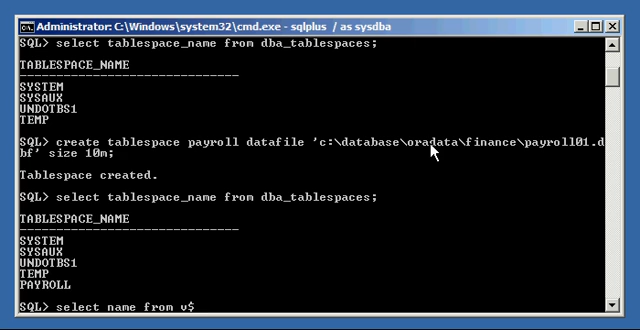 Administrator: C:\Windows\system32\cmd.exe - sqlplus / as sysdba
SQL> select tablespace_name from dba_tablespaces;
TABLESPACE_NAME
------------------------------
SYSTEM
SYSAUX
UNDOTBS1
TEMP
SQL> create tablespace payroll datafile 'c:\database\oradata\finance\payroll01.d
bf' size 10m;
Tablespace created.
SQL> select tablespace_name from dba_tablespaces;
TABLESPACE_NAME
------------------------------
SYSTEM
SYSAUX
UNDOTBS1
TEMP
PAYROLL
SQL> select name from v$